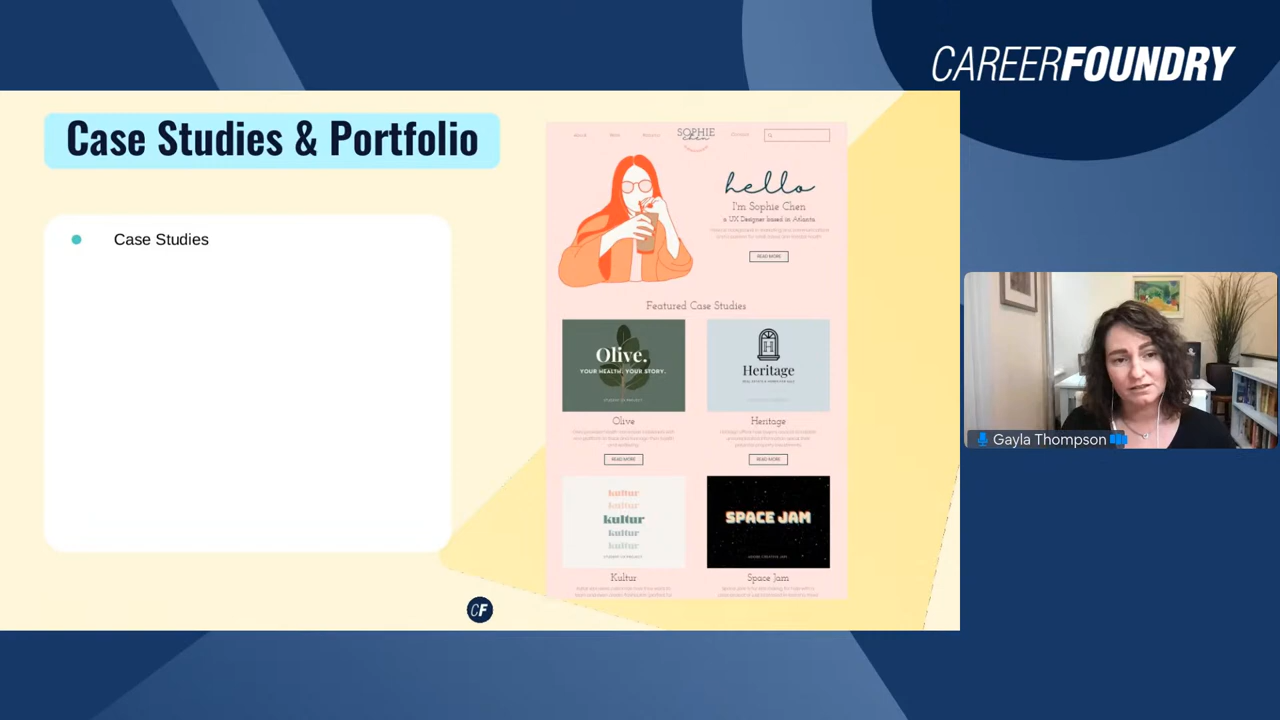 CAREERFOUNDRY
Case Studies & Portfolio
Case Studies
SOPHIE
chen
hello
I'm Sophie Chen
a UX Designer based in Atlanta
READ MORE
Featured Case Studies
Olive.
YOUR HEALTH. YOUR STORY.
Heritage
Olive
Heritage
READ MORE
READ MORE
kultur
kultur
kultur
kultur
kultur
SPACE JAM
Kultur
Space Jam
CF
Gayla Thompson